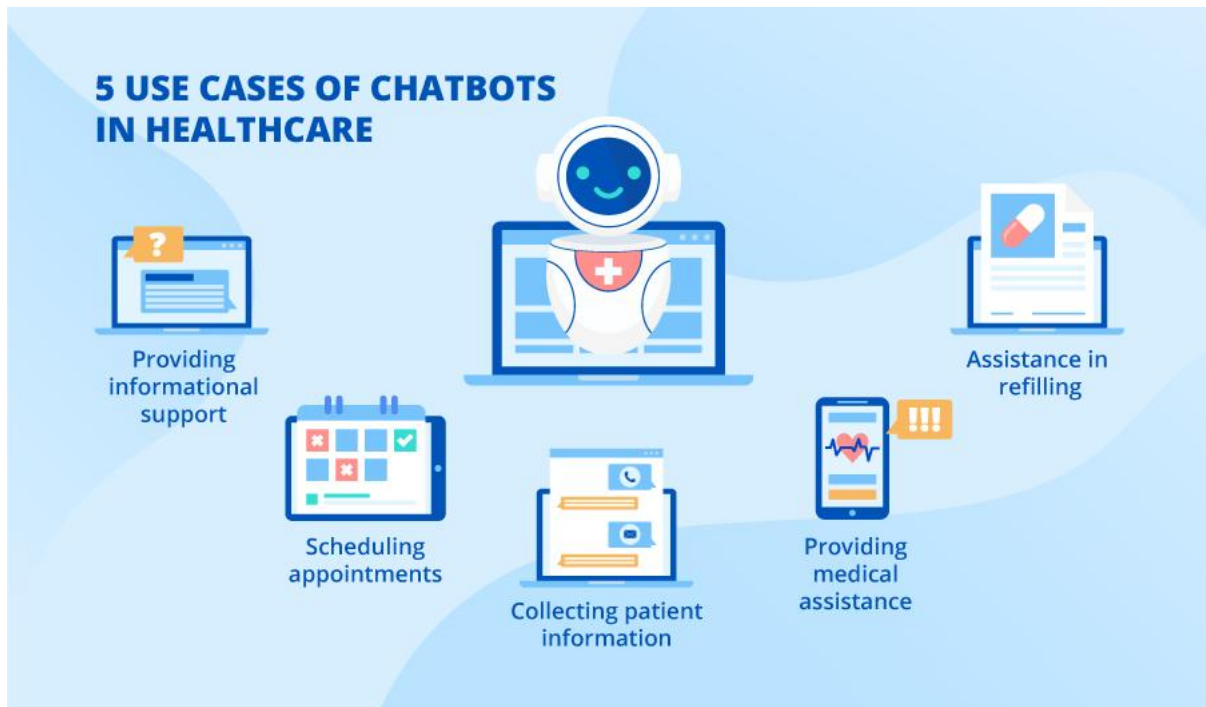 5 USE CASES OF CHATBOTS
IN HEALTHCARE
?
Providing
informational
support
Scheduling
appointments
Collecting patient
information
!!!
Providing
medical
assistance
Assistance in
refilling